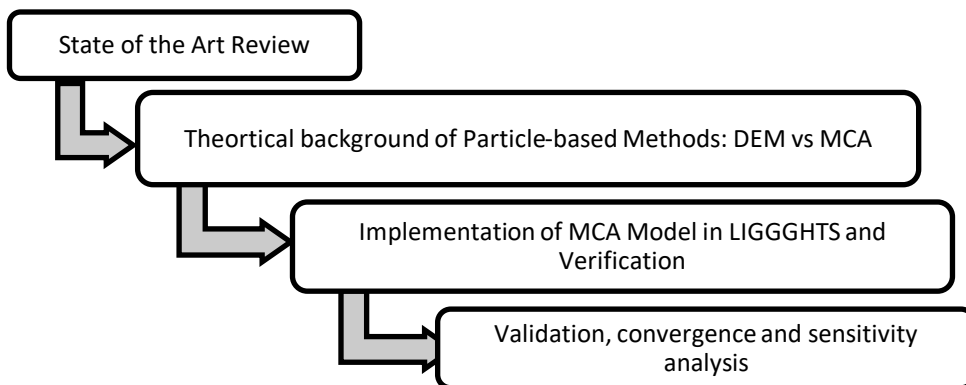 State of the Art Review
Theortical background of Particle-based Methods: DEM vs MCA
Implementation of MCA Model in LIGGGHTS and
Verification
Validation, convergence and sensitivity
analysis